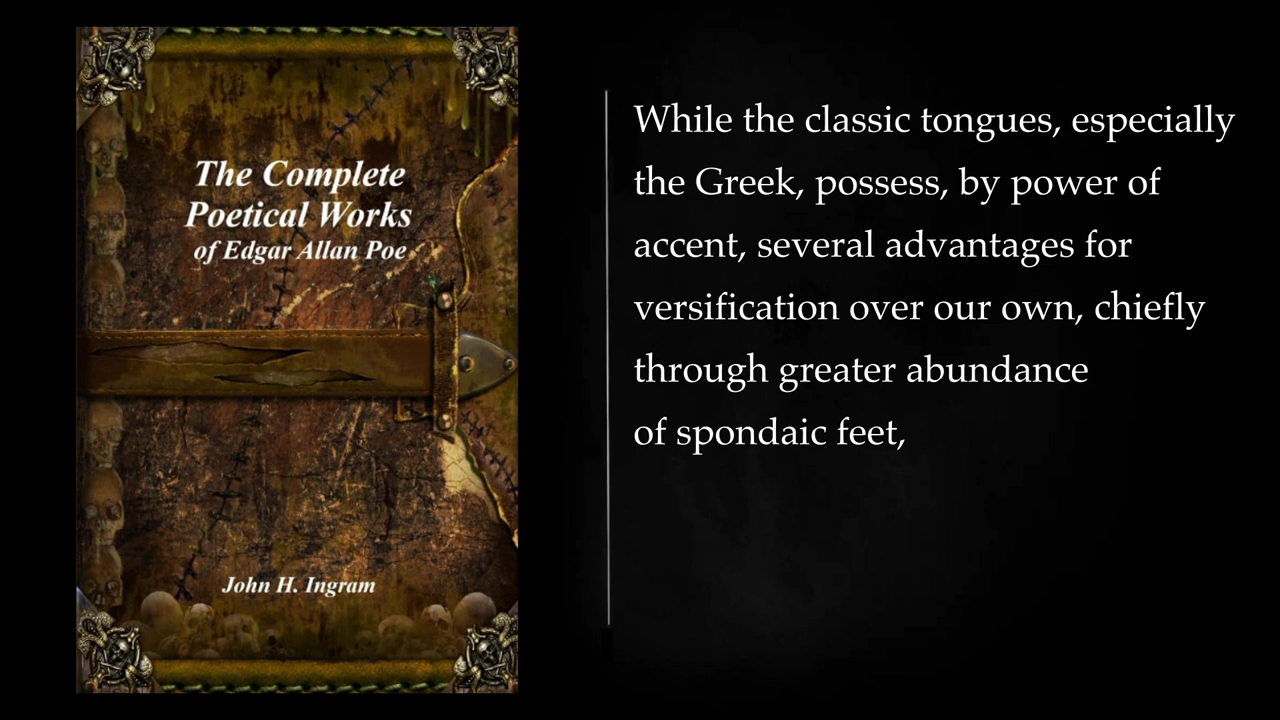 The Complete
Poetical Works
of Edgar Allan Poe
John H. Ingram
While the classic tongues, especially
the Greek, possess, by power of
accent, several advantages for
versification over our own, chiefly
through greater abundance
of spondaic feet,